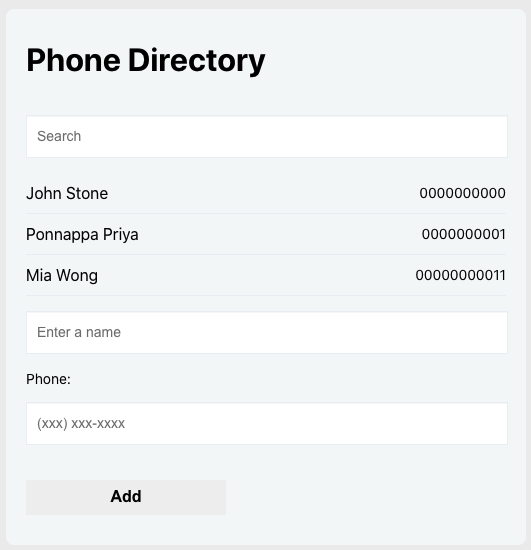 Phone Directory
Search
John Stone 0000000000
Ponnappa Priya 0000000001
Mia Wong 00000000011
Enter a name
Phone:
(xxx) xxx-xxxx
Add